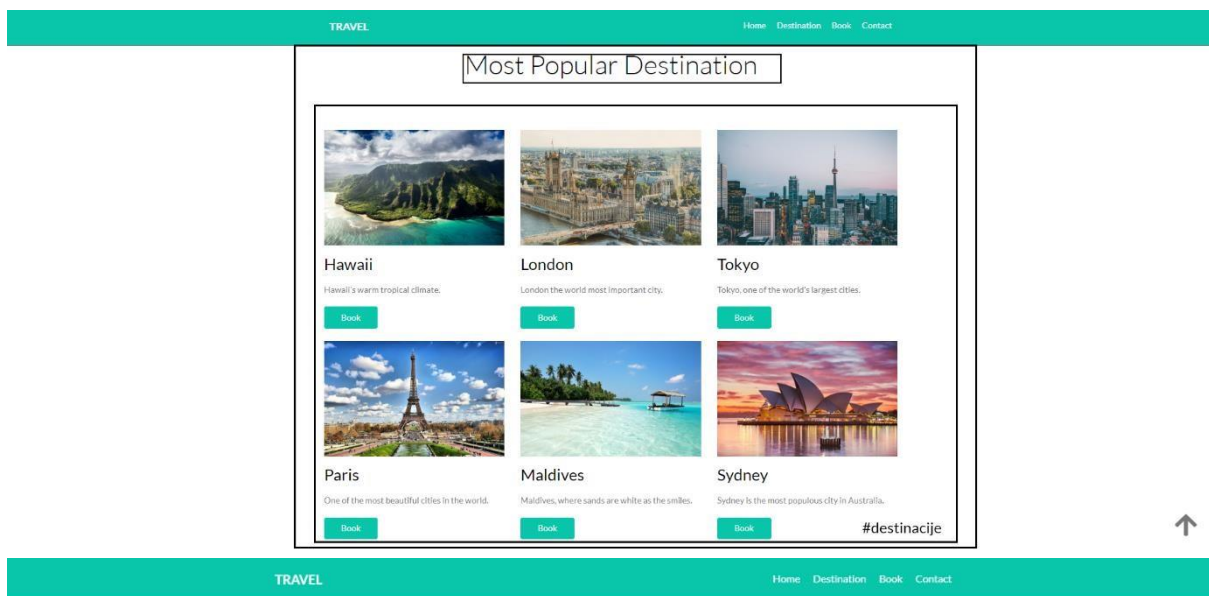 TRAVEL Home Destination Book Contact
Most Popular Destination
Hawaii London Tokyo
Hawaii's warm tropical climate. London the world most important city. Tokyo, one of the world's largest cities.
Book Book Book
Paris Maldives Sydney
One of the most beautiful cities in the world. Maldives, where sands are white as the smiles. Sydney is the most populous city in Australia.
Book Book Book #destinacije
TRAVEL Home Destination Book Contact